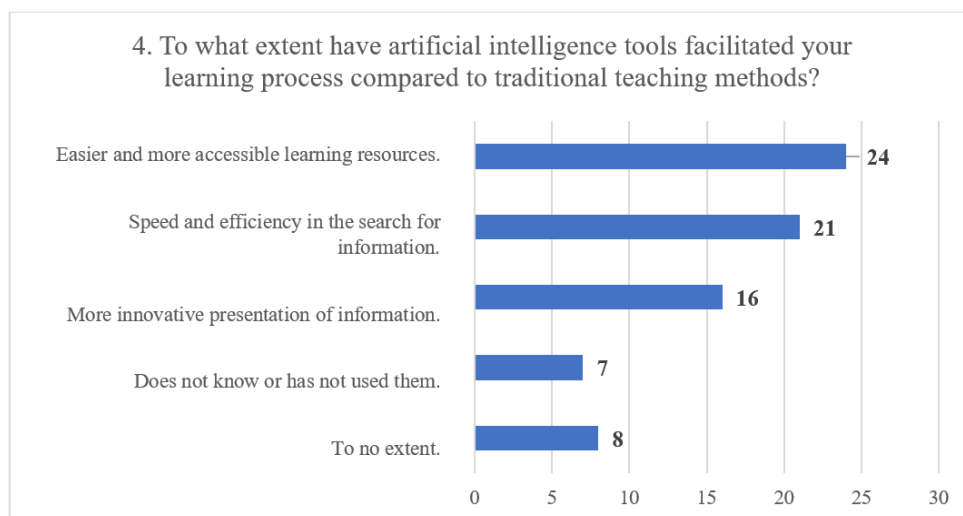 4. To what extent have artificial intelligence tools facilitated your
learning process compared to traditional teaching methods?
Easier and more accessible learning resources.
24
Speed and efficiency in the search for
information.
21
More innovative presentation of information.
16
Does not know or has not used them.
7
To no extent.
8
0 5 10 15 20 25 30